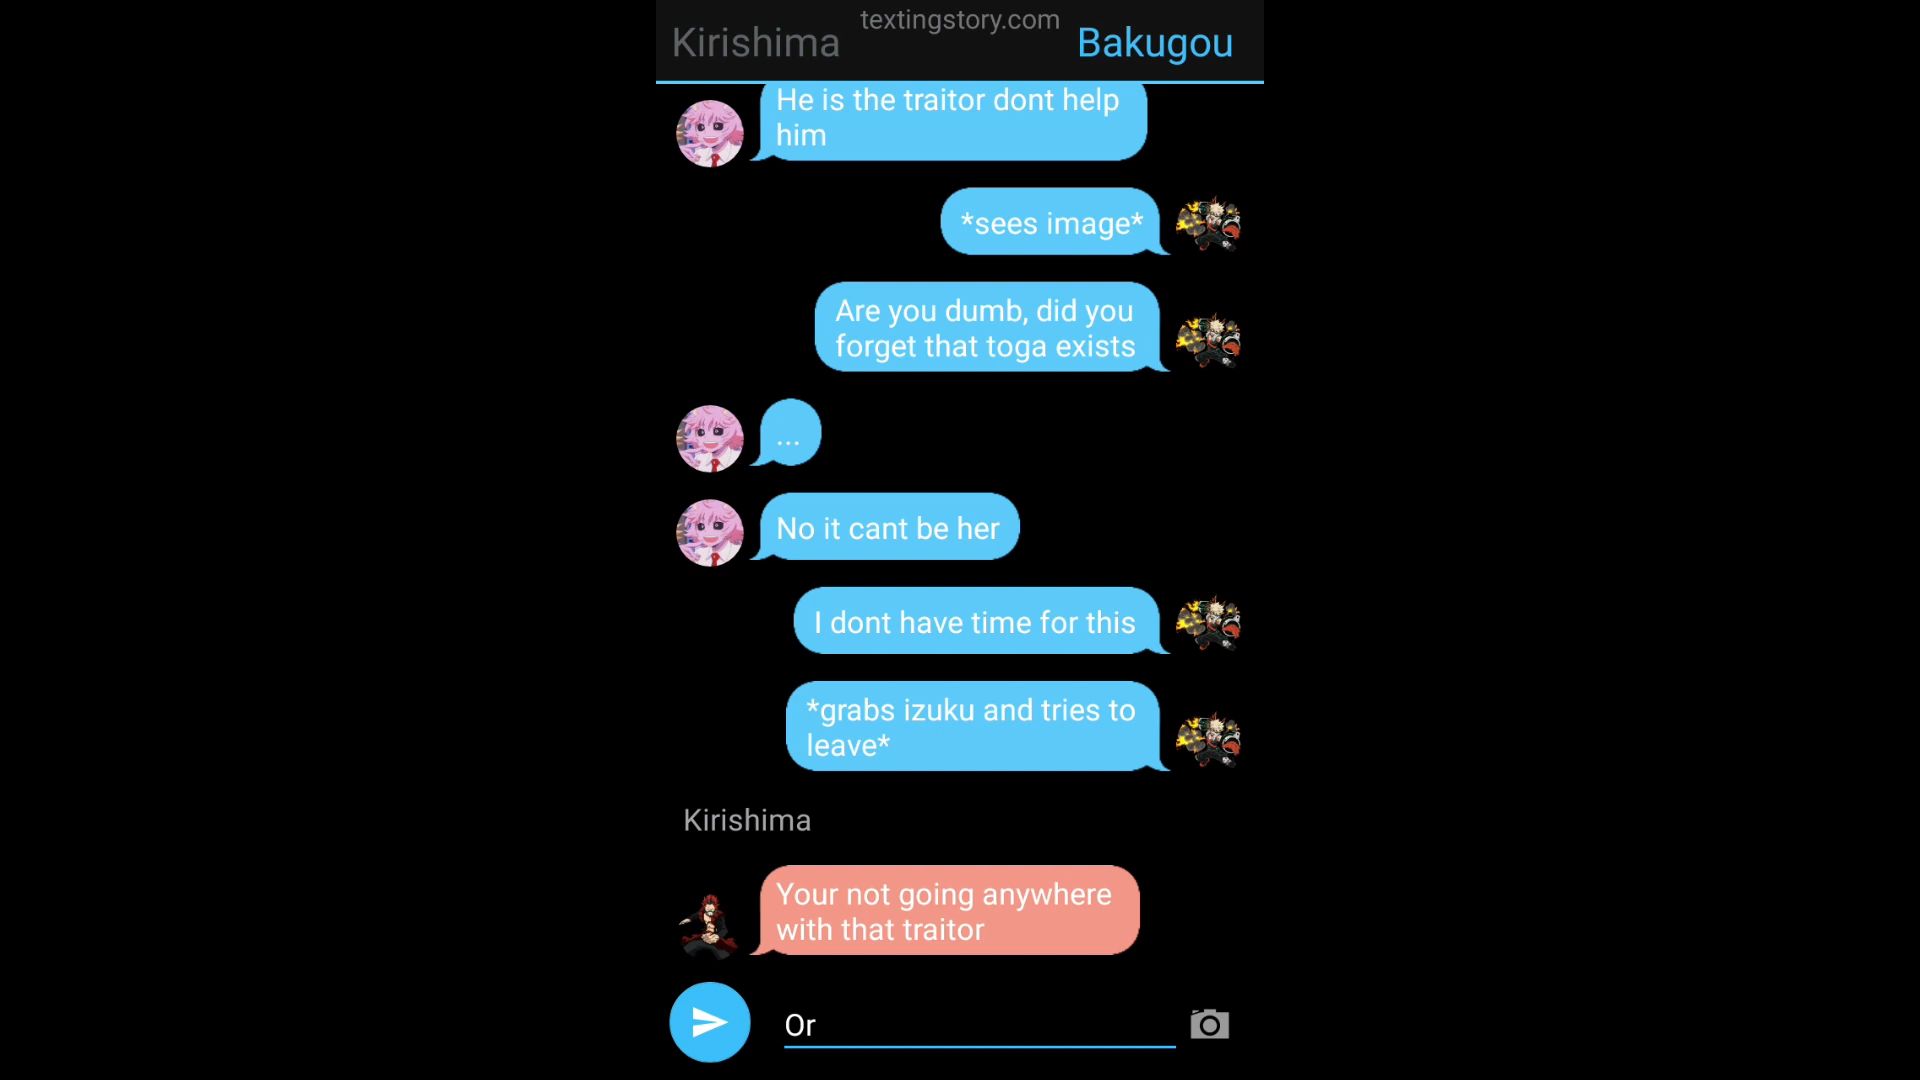 textingstory.com
Kirishima
Bakugou
He is the traitor dont help
him
*sees image*
Are you dumb, did you
forget that toga exists
...
No it cant be her
I dont have time for this
*grabs izuku and tries to
leave*
Kirishima
Your not going anywhere
with that traitor
Or